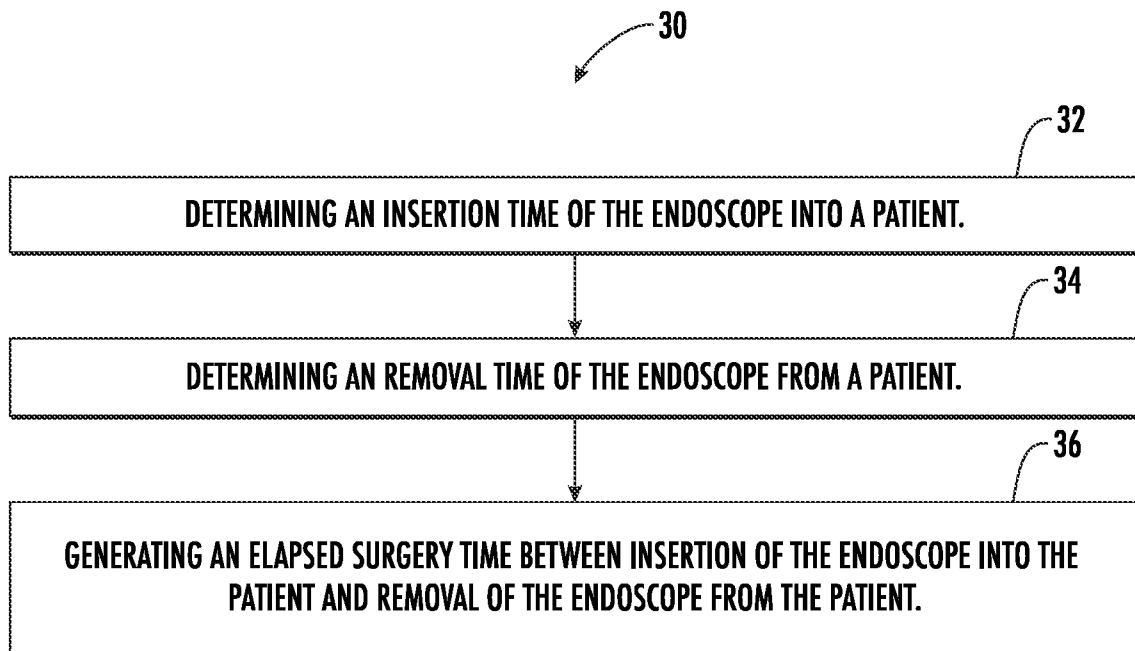 30
32
DETERMINING AN INSERTION TIME OF THE ENDOSCOPE INTO A PATIENT.
34
DETERMINING AN REMOVAL TIME OF THE ENDOSCOPE FROM A PATIENT.
36
GENERATING AN ELAPSED SURGERY TIME BETWEEN INSERTION OF THE ENDOSCOPE INTO THE
PATIENT AND REMOVAL OF THE ENDOSCOPE FROM THE PATIENT.